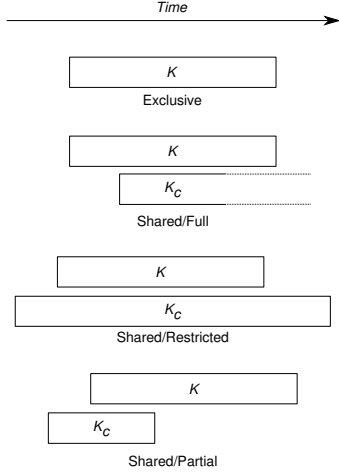 Time
K
Exclusive
K
Kc
Shared/Full
K
Kc
Shared/Restricted
K
Kc
Shared/Partial